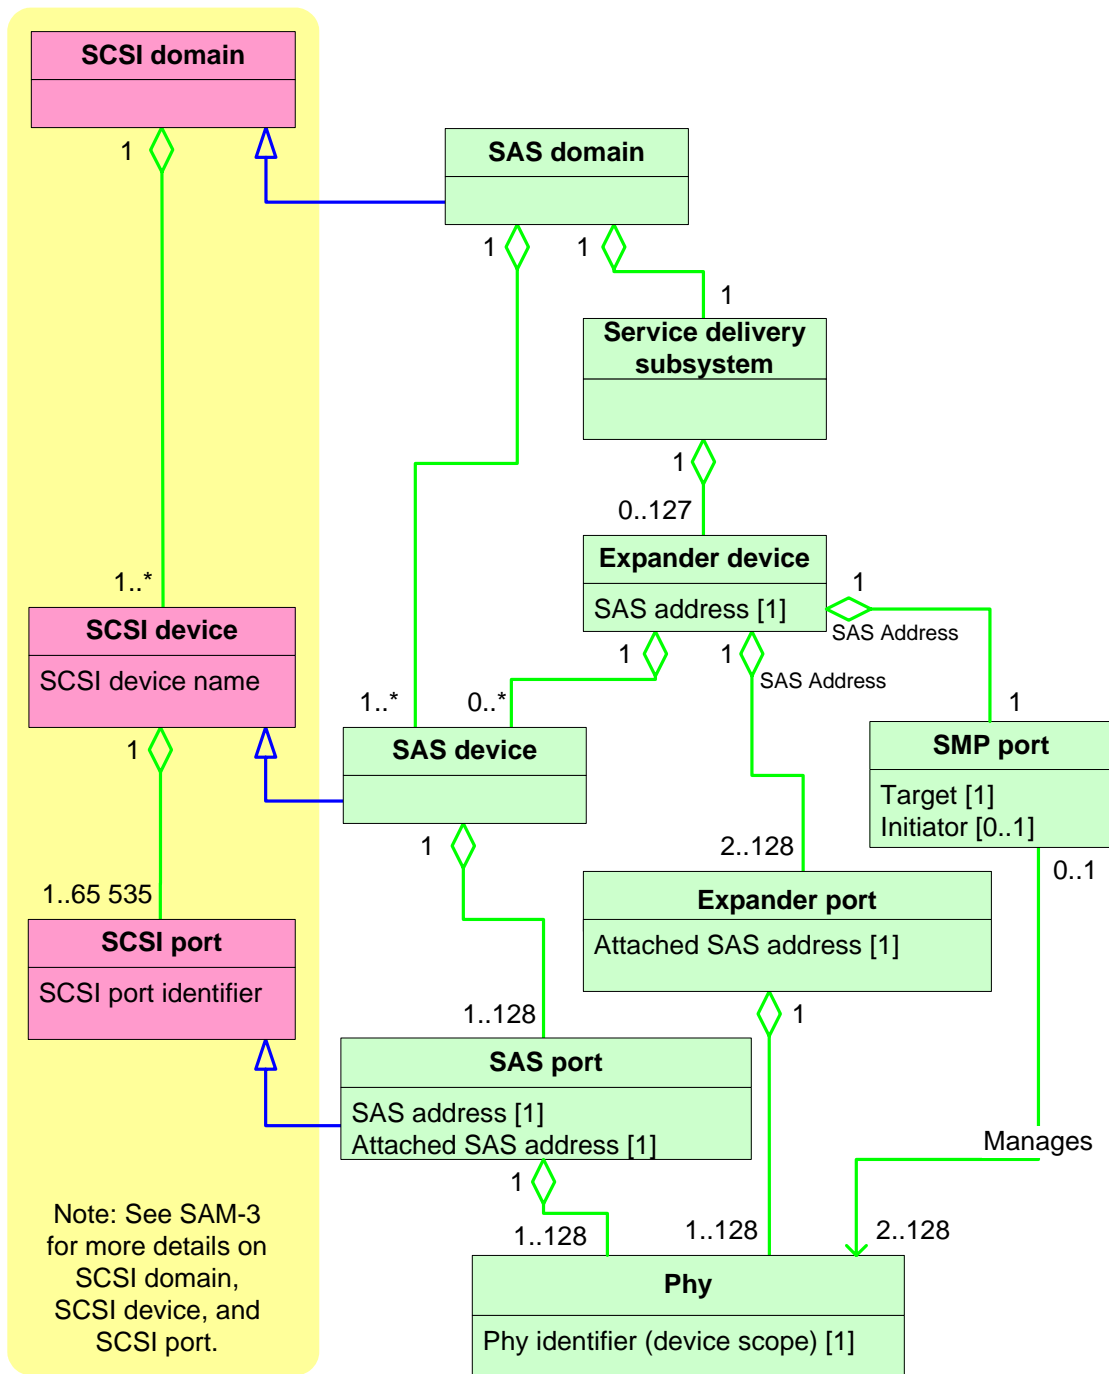 SCSI domain
1
SAS domain
1
1
1
Service delivery
subsystem
1
0..127
Expander device
SAS address [1]
1
SAS Address
1
1
SAS Address
1..*
SCSI device
SCSI device name
1
1..*
0..*
SAS device
1
1
SMP port
Target [1]
Initiator [0..1]
0..1
2..128
Expander port
Attached SAS address [1]
1
1..65 535
SCSI port
SCSI port identifier
1..128
SAS port
SAS address [1]
Attached SAS address [1]
1
Manages
1..128
1..128
2..128
Phy
Phy identifier (device scope) [1]
Note: See SAM-3
for more details on
SCSI domain,
SCSI device, and
SCSI port.